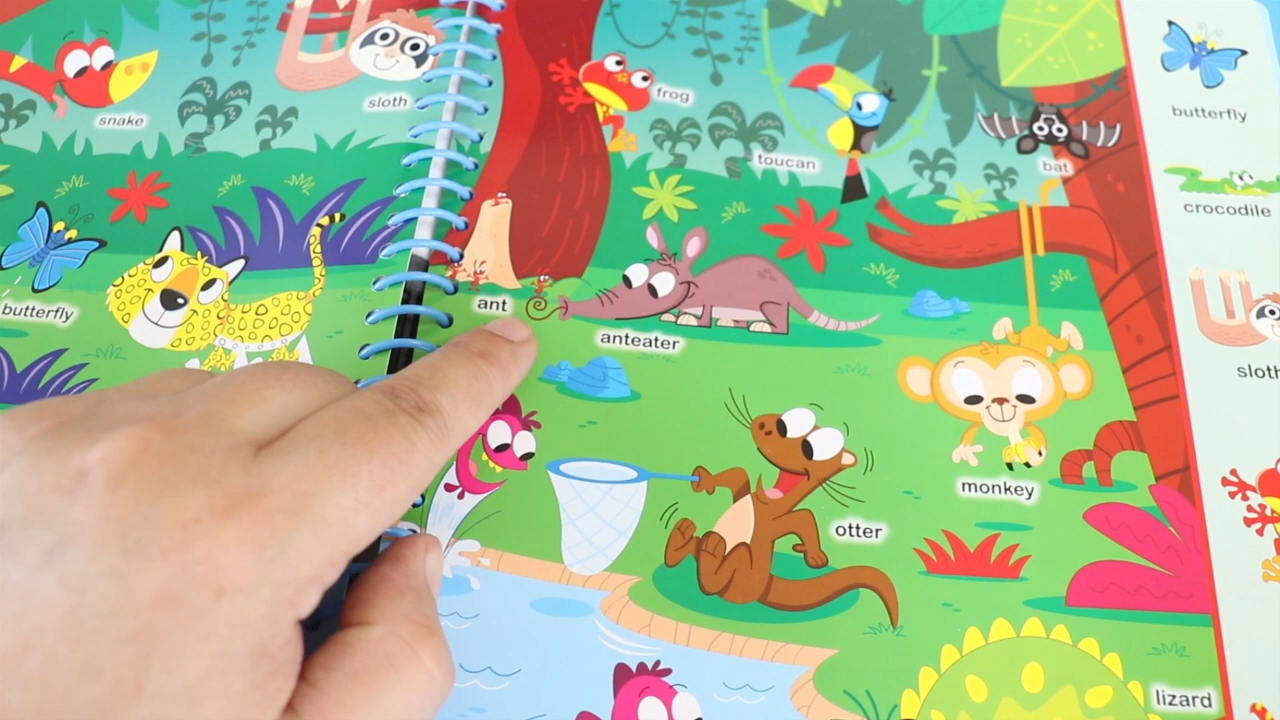 snake
sloth
frog
toucan
bat
butterfly
crocodile
butterfly
ant
anteater
sloth
monkey
otter
lizard